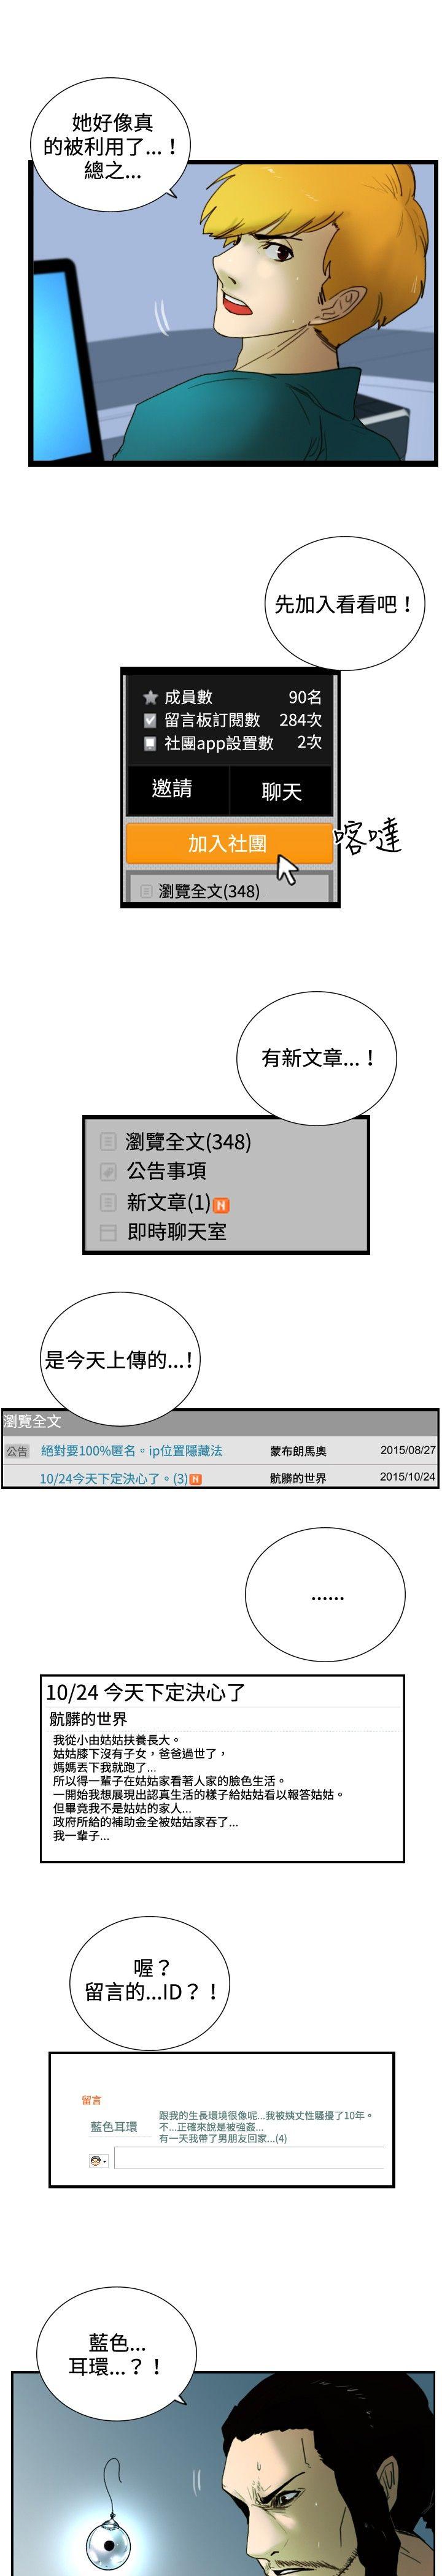 她好像真
的被利用了...！
總之...
先加入看看吧！
成員數 90名
留言板訂閱數 284次
社團app設置數 2次
邀請 聊天
加入社團
喀噠
瀏覽全文(348)
有新文章...！
瀏覽全文(348)
公告事項
新文章(1) N
即時聊天室
是今天上傳的...！
瀏覽全文
公告 絕對要100%匿名。ip位置隱藏法 蒙布朗馬奧 2015/08/27
10/24今天下定決心了。(3) N 骯髒的世界 2015/10/24
......
10/24 今天下定決心了
骯髒的世界
我從小由姑姑扶養長大。
姑姑膝下沒有子女，爸爸過世了，
媽媽丟下我就跑了...
所以得一輩子在姑姑家看著人家的臉色生活。
一開始我想展現出認真生活的樣子給姑姑看以報答姑姑。
但畢竟我不是姑姑的家人...
政府所給的補助金全被姑姑家吞了...
我一輩子...
喔？
留言的...ID？！
留言
藍色耳環
跟我的生長環境很像呢...我被姨丈性騷擾了10年。
不...正確來說是被強姦...
有一天我帶了男朋友回家...(4)
藍色...
耳環...？！